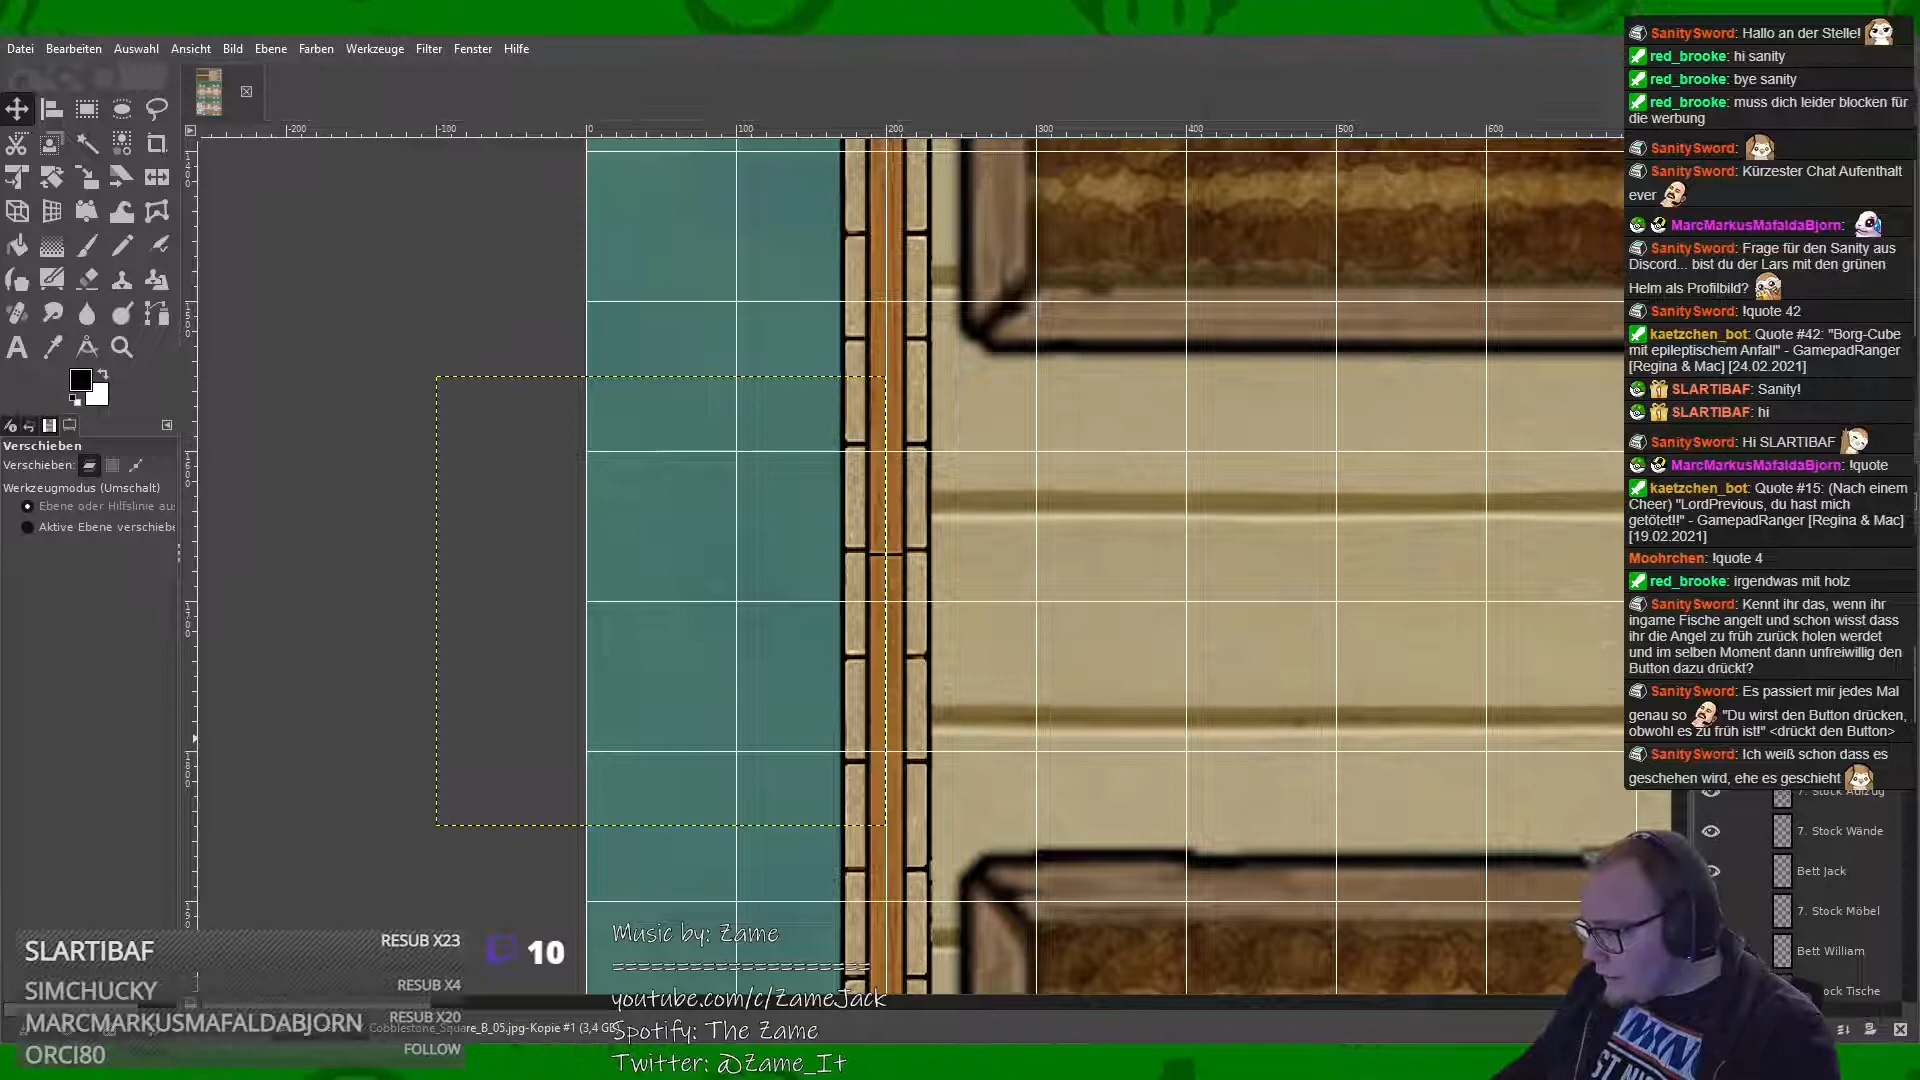 Datei Bearbeiten Auswahl Ansicht Bild Ebene Farben Werkzeuge Filter Fenster Hilfe
-200 -100 0 100 200 300 400 500 600
Verschieben
Verschieben:
Werkzeugmodus (Umschalt)
Ebene oder Hilfslinie aus
Aktive Ebene verschiebe
SanitySword: Hallo an der Stelle!
red_brooke: hi sanity
red_brooke: bye sanity
red_brooke: muss dich leider blocken für
die werbung
SanitySword:
SanitySword: Kürzester Chat Aufenthalt
ever
MarcMarkusMafaldaBjorn:
SanitySword: Frage für den Sanity aus
Discord... bist du der Lars mit den grünen
Helm als Profilbild?
SanitySword: !quote 42
kaetzchen_bot: Quote #42: "Borg-Cube
mit epileptischem Anfall" - GamepadRanger
[Regina & Mac] [24.02.2021]
SLARTIBAF: Sanity!
SLARTIBAF: hi
SanitySword: Hi SLARTIBAF
MarcMarkusMafaldaBjorn: !quote
kaetzchen_bot: Quote #15: (Nach einem
Cheer) "LordPrevious, du hast mich
getötet!!" - GamepadRanger [Regina & Mac]
[19.02.2021]
Moohrchen: !quote 4
red_brooke: irgendwas mit holz
SanitySword: Kennt ihr das, wenn ihr
ingame Fische angelt und schon wisst dass
ihr die Angel zu früh zurück holen werdet
und im selben Moment dann unfreiwillig den
Button dazu drückt?
SanitySword: Es passiert mir jedes Mal
genau so "Du wirst den Button drücken,
obwohl es zu früh ist!" <drückt den Button>
SanitySword: Ich weiß schon dass es
geschehen wird, ehe es geschieht
7. Stock Aufzug
7. Stock Wände
Bett Jack
7. Stock Möbel
Bett William
ock Tische
SLARTIBAF RESUB X23
10
SIMCHUCKY RESUB X4
MARCMARKUSMAFALDABJORN RESUB X20
ORCI80 FOLLOW
Cobblestone_Square_B_05.jpg-Kopie #1 (3,4 G
Music by: Zame
==================
youtube.com/c/ZameJack
Spotify: The Zame
Twitter: @Zame_It